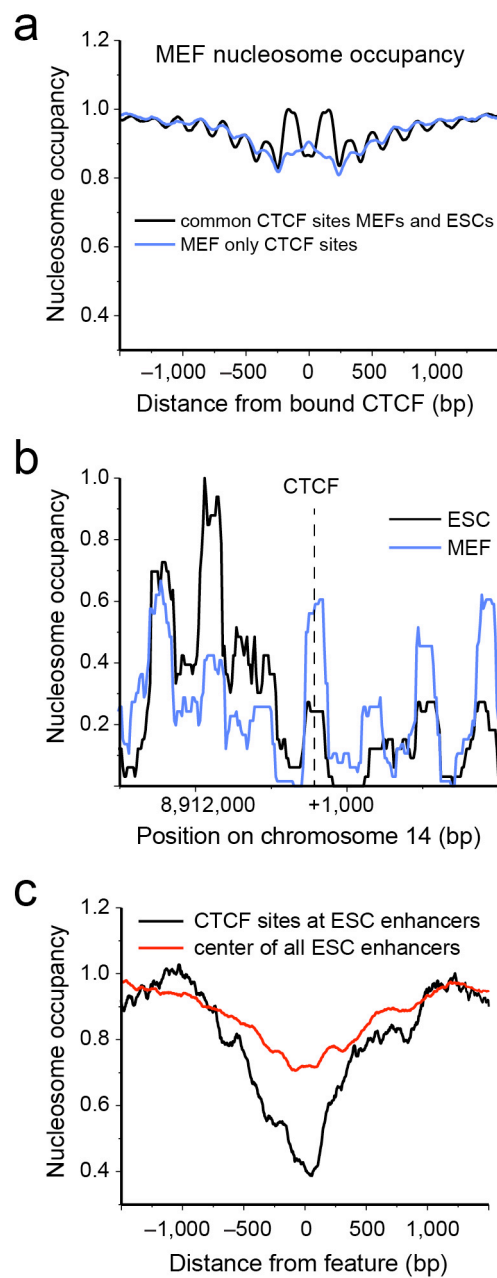 a
MEF nucleosome occupancy
Nucleosome occupancy
1.2
1.0
0.8
0.6
0.4
common CTCF sites MEFs and ESCs
MEF only CTCF sites
−1,000 −500 0 500 1,000
Distance from bound CTCF (bp)
b
Nucleosome occupancy
1.0
0.8
0.6
0.4
0.2
CTCF
ESC
MEF
8,912,000 +1,000
Position on chromosome 14 (bp)
c
Nucleosome occupancy
1.2
1.0
0.8
0.6
0.4
CTCF sites at ESC enhancers
center of all ESC enhancers
−1,000 −500 0 500 1,000
Distance from feature (bp)